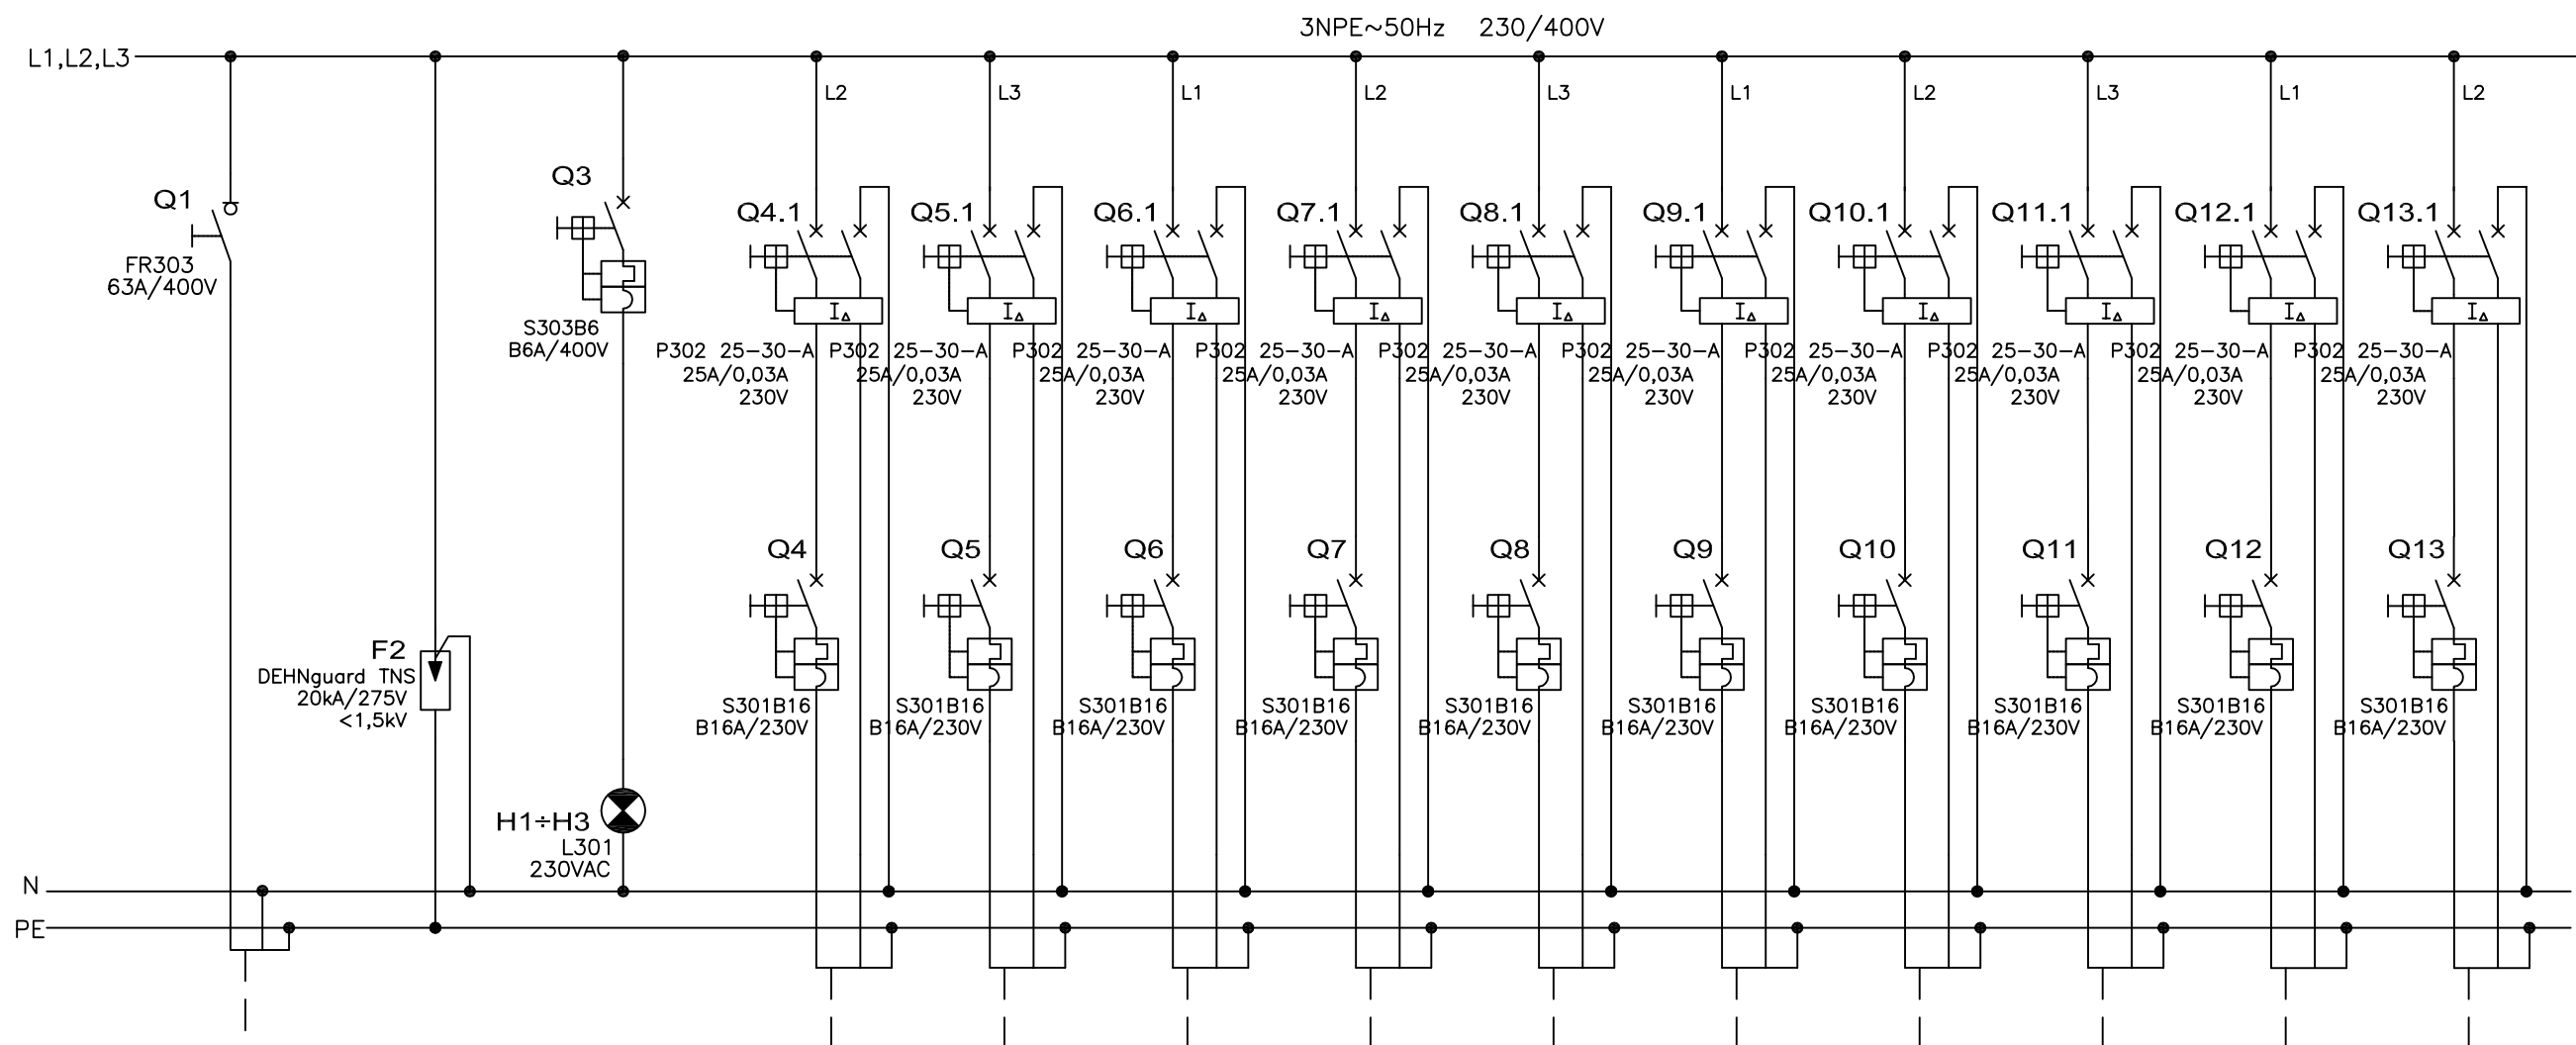 3NPE~50Hz 230/400V
L1,L2,L3
L2 L3 L1 L2 L3 L1 L2 L3 L1 L2
Q3
Q1
Q4.1 Q5.1 Q6.1 Q7.1 Q8.1 Q9.1 Q10.1 Q11.1 Q12.1 Q13.1
FR303
63A/400V
S303B6
B6A/400V
P302 25-30-A P302 25-30-A P302 25-30-A P302 25-30-A P302 25-30-A P302 25-30-A P302 25-30-A P302 25-30-A P302 25-30-A P302 25-30-A
I∆ I∆ I∆ I∆ I∆ I∆ I∆ I∆ I∆ I∆
25A/0,03A 25A/0,03A 25A/0,03A 25A/0,03A 25A/0,03A 25A/0,03A 25A/0,03A 25A/0,03A 25A/0,03A 25A/0,03A
230V 230V 230V 230V 230V 230V 230V 230V 230V 230V
Q4 Q5 Q6 Q7 Q8 Q9 Q10 Q11 Q12 Q13
F2
DEHNguard TNS
20kA/275V
<1,5kV
S301B16 S301B16 S301B16 S301B16 S301B16 S301B16 S301B16 S301B16 S301B16 S301B16
B16A/230V B16A/230V B16A/230V B16A/230V B16A/230V B16A/230V B16A/230V B16A/230V B16A/230V B16A/230V
H1÷H3
L301
230VAC
N
PE